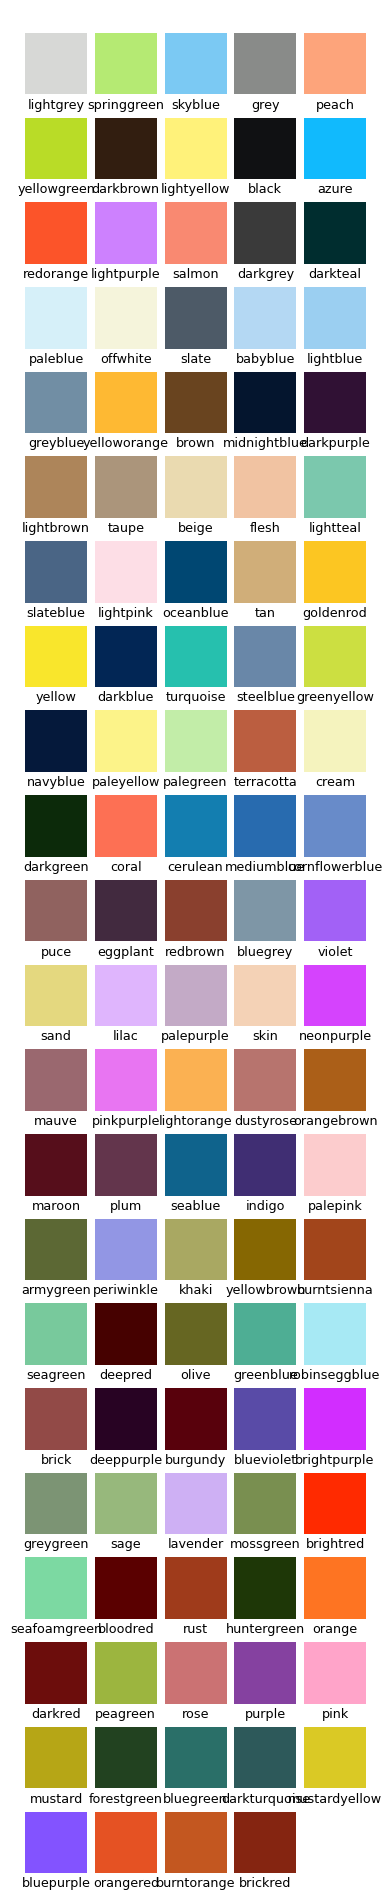 lightgrey springgreen skyblue grey peach
yellowgreen darkbrown lightyellow black azure
redorange lightpurple salmon darkgrey darkteal
paleblue offwhite slate babyblue lightblue
greyblue yelloworange brown midnightblue darkpurple
lightbrown taupe beige flesh lightteal
slateblue lightpink oceanblue tan goldenrod
yellow darkblue turquoise steelblue greenyellow
navyblue paleyellow palegreen terracotta cream
darkgreen coral cerulean mediumblue cornflowerblue
puce eggplant redbrown bluegrey violet
sand lilac palepurple skin neonpurple
mauve pinkpurple lightorange dustyrose orangebrown
maroon plum seablue indigo palepink
armygreen periwinkle khaki yellowbrown burntsienna
seagreen deepred olive greenblue robinseggblue
brick deeppurple burgundy blueviolet brightpurple
greygreen sage lavender mossgreen brightred
seafoamgreen bloodred rust huntergreen orange
darkred peagreen rose purple pink
mustard forestgreen bluegreen darkturquoise mustardyellow
bluepurple orangered burntorange brickred